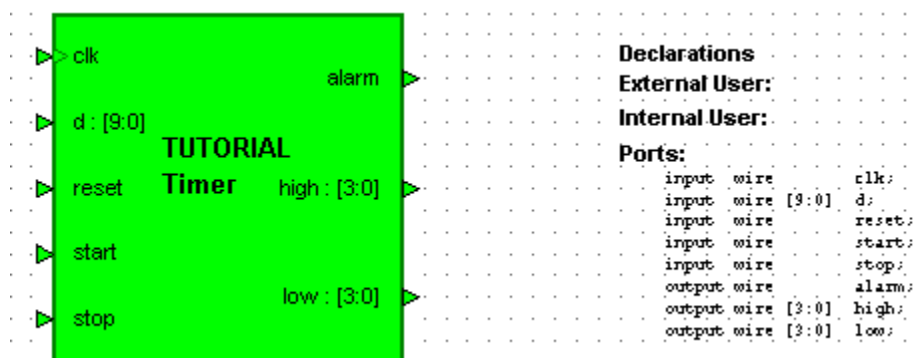 clk
alarm
d : [9:0]
TUTORIAL
Timer
reset
high : [3:0]
start
low : [3:0]
stop
Declarations
External User:
Internal User:
Ports:
input wire clk;
input wire [9:0] d;
input wire reset;
input wire start;
input wire stop;
output wire alarm;
output wire [3:0] high;
output wire [3:0] low;